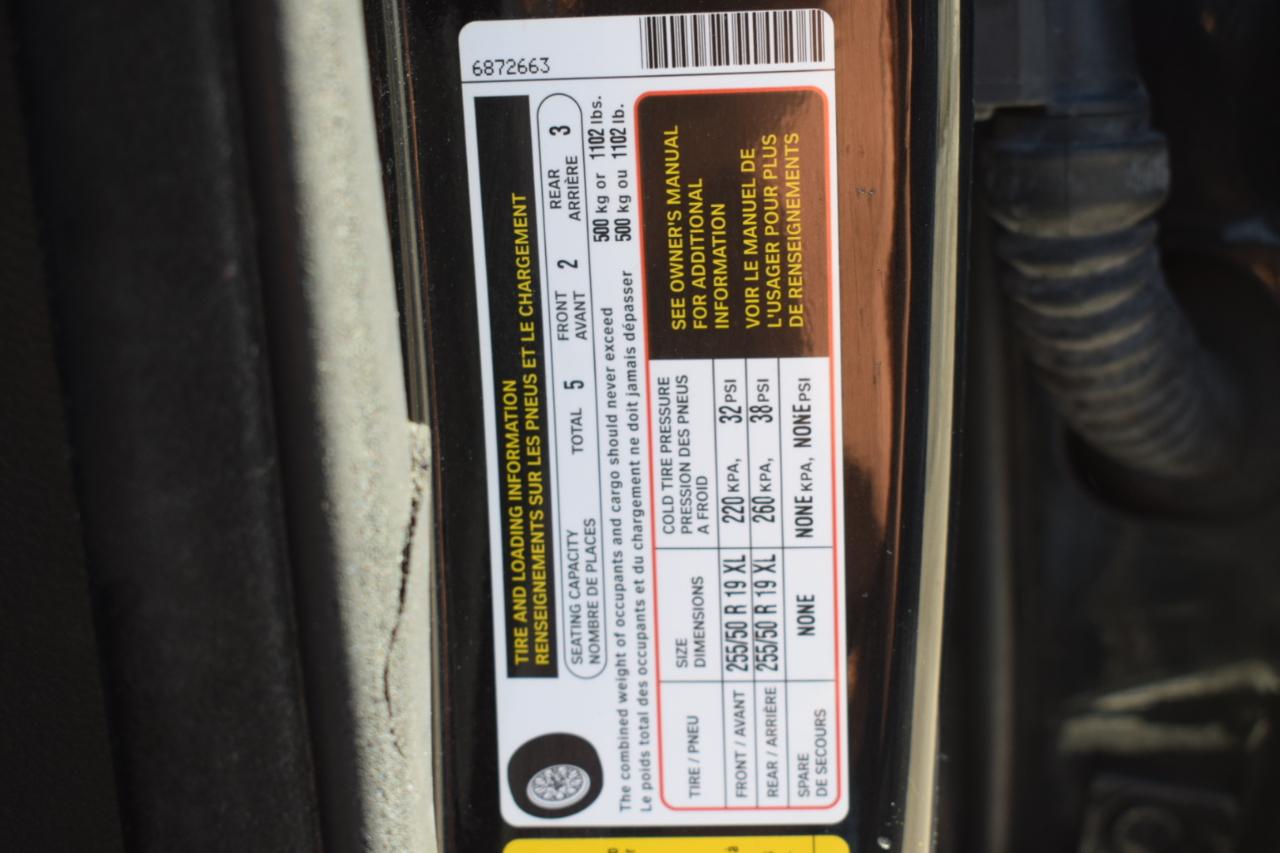 6872663
TIRE AND LOADING INFORMATION
RENSEIGNEMENTS SUR LES PNEUS ET LE CHARGEMENT
SEATING CAPACITY TOTAL 5 FRONT 2 REAR 3
NOMBRE DE PLACES AVANT ARRIÈRE
The combined weight of occupants and cargo should never exceed 500 kg or 1102 lbs.
Le poids total des occupants et du chargement ne doit jamais dépasser 500 kg ou 1102 lb.
TIRE / PNEU
SIZE
DIMENSIONS
COLD TIRE PRESSURE
PRESSION DES PNEUS
A FROID
FRONT / AVANT 255/50 R 19 XL 220 KPA, 32 PSI
REAR / ARRIÈRE 255/50 R 19 XL 260 KPA, 38 PSI
SPARE
DE SECOURS
NONE NONE KPA, NONE PSI
SEE OWNER'S MANUAL
FOR ADDITIONAL
INFORMATION
VOIR LE MANUEL DE
L'USAGER POUR PLUS
DE RENSEIGNEMENTS